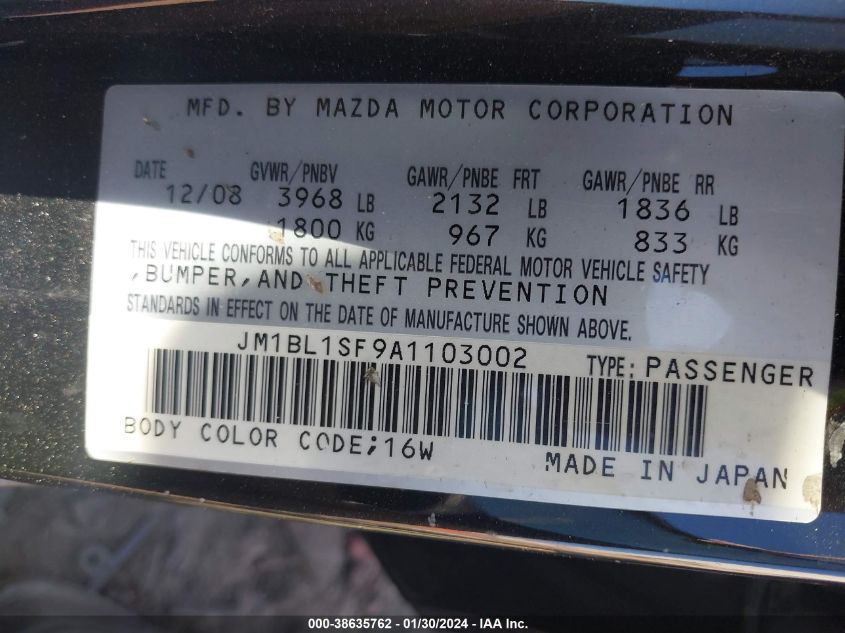 MFD. BY MAZDA MOTOR CORPORATION
DATE GVWR/PNBV GAWR/PNBE FRT GAWR/PNBE RR
12/08 3968 LB 2132 LB 1836 LB
1800 KG 967 KG 833 KG
THIS VEHICLE CONFORMS TO ALL APPLICABLE FEDERAL MOTOR VEHICLE SAFETY
,BUMPER,AND THEFT PREVENTION
STANDARDS IN EFFECT ON THE DATE OF MANUFACTURE SHOWN ABOVE.
JM1BL1SF9A1103002 TYPE: PASSENGER
BODY COLOR CODE;16W
MADE IN JAPAN
000-38635762 - 01/30/2024 - IAA Inc.